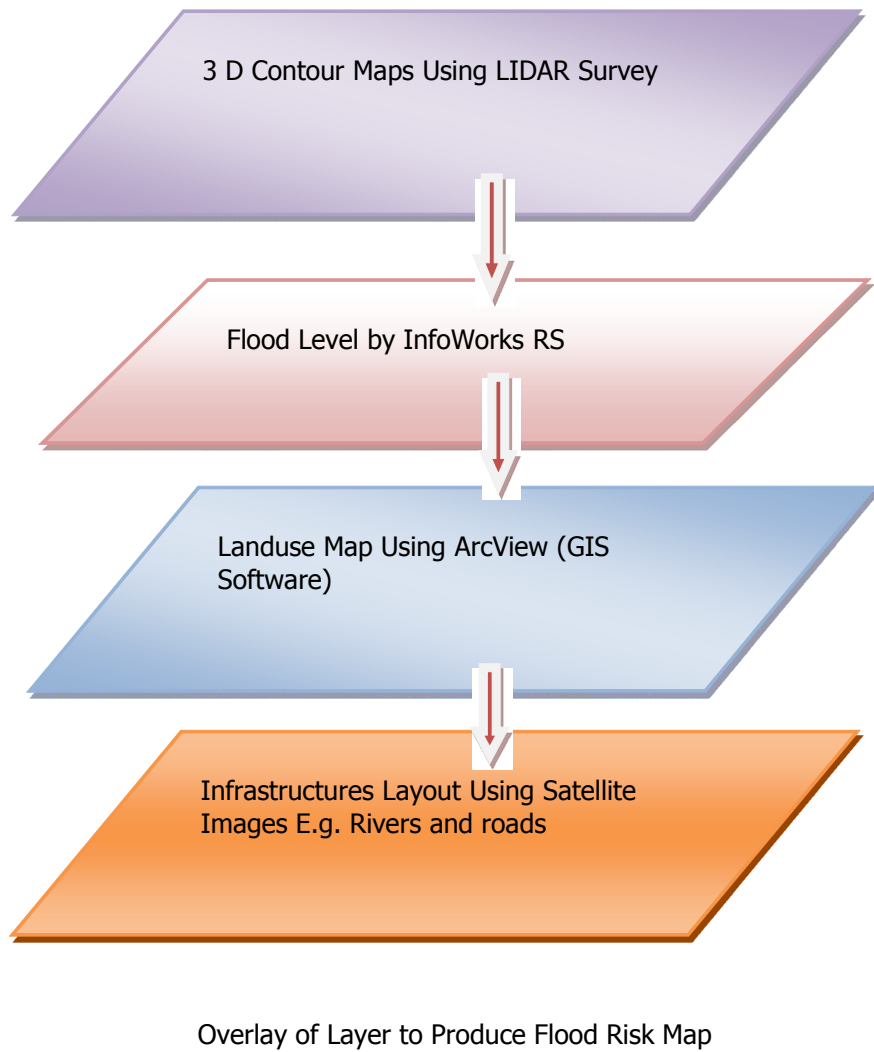 3 D Contour Maps Using LIDAR Survey
Flood Level by InfoWorks RS
Landuse Map Using ArcView (GIS
Software)
Infrastructures Layout Using Satellite
Images E.g. Rivers and roads
Overlay of Layer to Produce Flood Risk Map